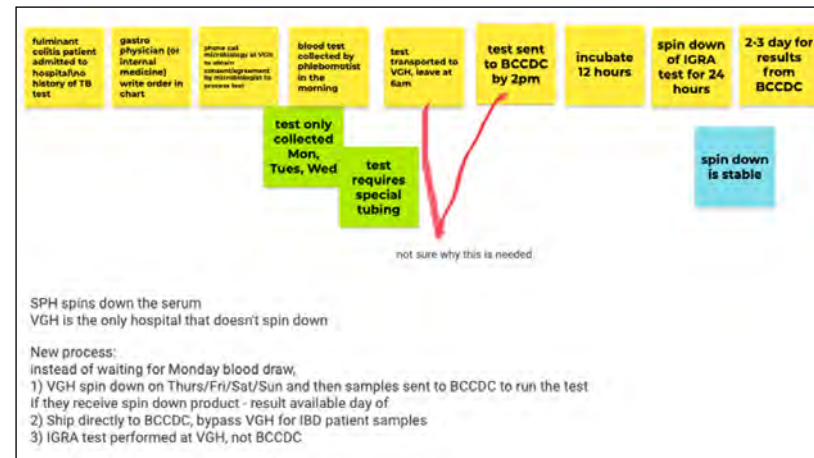 fulminant
colitis patient
admitted to
hospital/no
history of TB
test
gastro
physician (or
internal
medicine)
write order in
chart
phone call
microbiology at VGH to
obtain
consent/agreement
by microbiologist to
process test
blood test
collected by
phlebomotist
in the
morning
test
transported to
VGH, leave at
6am
test sent
to BCCDC
by 2pm
incubate
12 hours
spin down
of IGRA
test for 24
hours
2-3 day for
results
from
BCCDC
test only
collected
Mon,
Tues, Wed
test
requires
special
tubing
spin down
is stable
not sure why this is needed
SPH spins down the serum
VGH is the only hospital that doesn't spin down
New process:
instead of waiting for Monday blood draw,
1) VGH spin down on Thurs/Fri/Sat/Sun and then samples sent to BCCDC to run the test
If they receive spin down product - result available day of
2) Ship directly to BCCDC, bypass VGH for IBD patient samples
3) IGRA test performed at VGH, not BCCDC